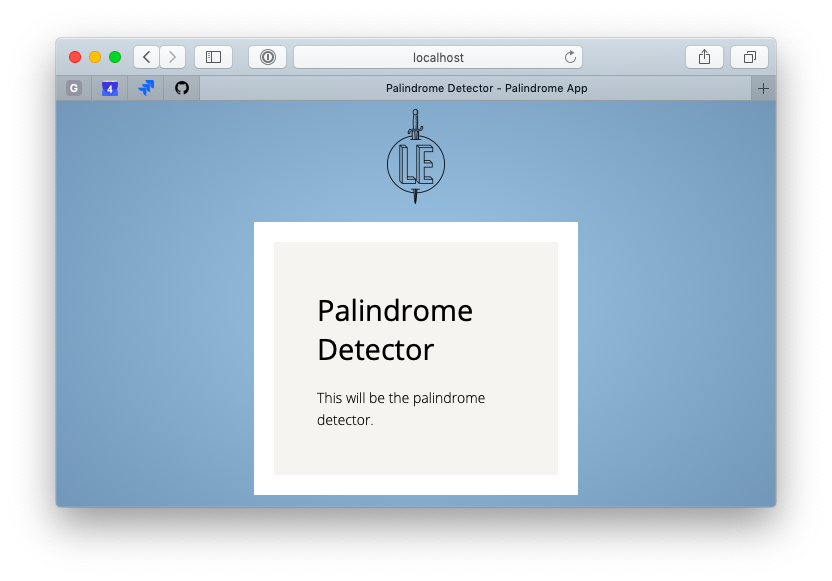 localhost
G
4
Palindrome Detector - Palindrome App
LE
Palindrome
Detector
This will be the palindrome
detector.